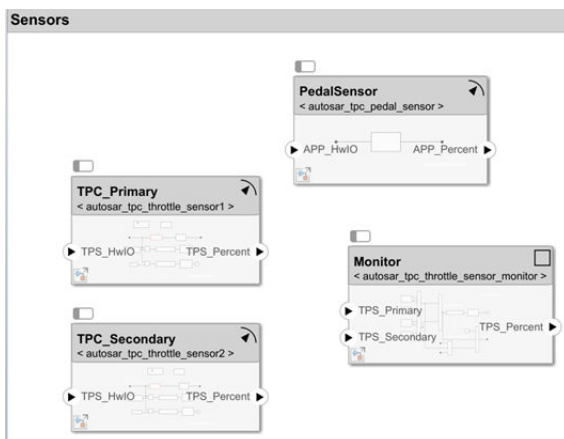 Sensors
PedalSensor
< autosar_tpc_pedal_sensor >
APP_HwIO
APP_Percent
TPC_Primary
< autosar_tpc_throttle_sensor1 >
TPS_HwIO
TPS_Percent
Monitor
< autosar_tpc_throttle_sensor_monitor >
TPS_Primary
TPS_Secondary
TPS_Percent
TPC_Secondary
< autosar_tpc_throttle_sensor2 >
TPS_HwIO
TPS_Percent